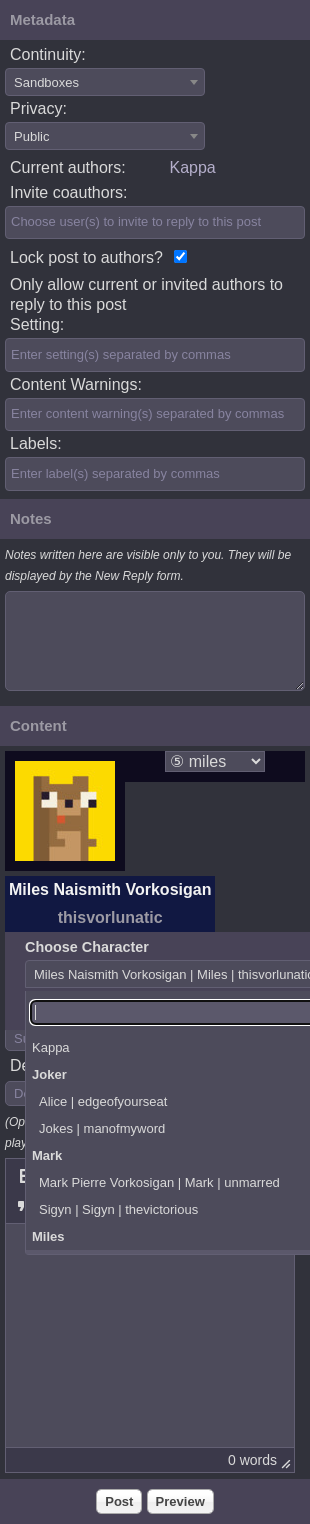 Metadata
Continuity:
Sandboxes
Privacy:
Public
Current authors: Kappa
Invite coauthors:
Choose user(s) to invite to reply to this post
Lock post to authors?
Only allow current or invited authors to
reply to this post
Setting:
Enter setting(s) separated by commas
Content Warnings:
Enter content warning(s) separated by commas
Labels:
Enter label(s) separated by commas
Notes
Notes written here are visible only to you. They will be
displayed by the New Reply form.
Content
⑤ miles
Miles Naismith Vorkosigan
thisvorlunatic
Choose Character
Miles Naismith Vorkosigan | Miles | thisvorlunatic
Kappa
Joker
Alice | edgeofyourseat
Jokes | manofmyword
Mark
Mark Pierre Vorkosigan | Mark | unmarred
Sigyn | Sigyn | thevictorious
Miles
0 words
Post Preview